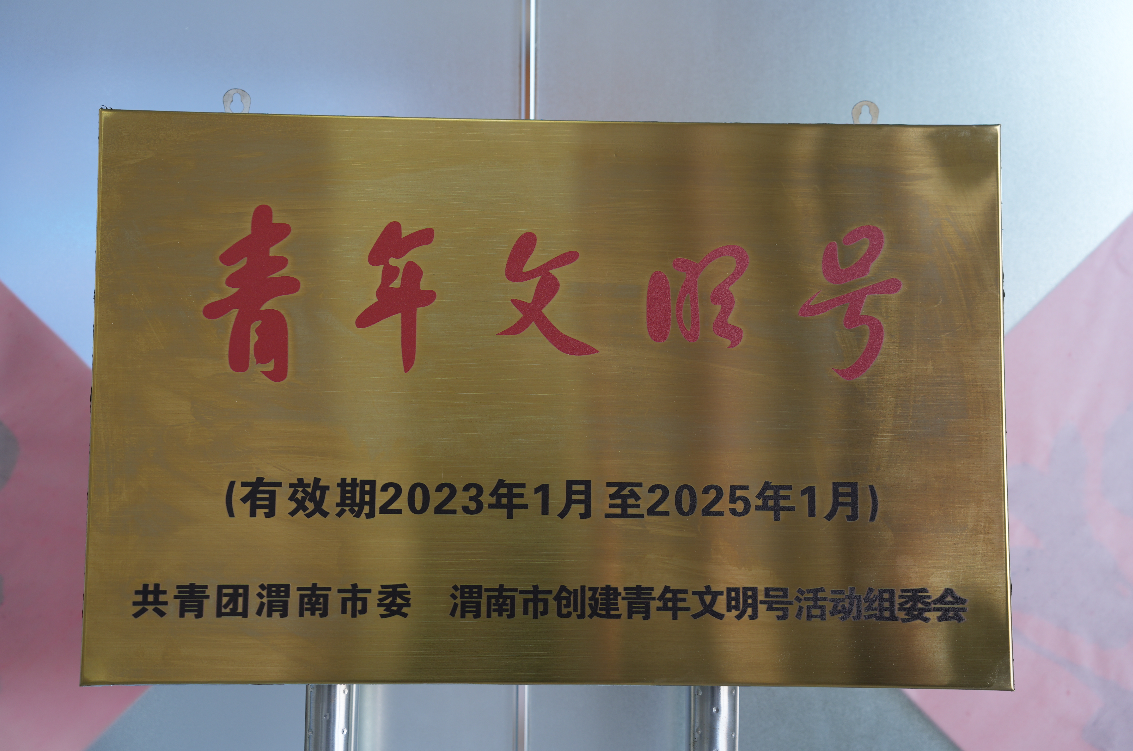 青年文明号
(有效期2023年1月至2025年1月)
共青团渭南市委 渭南市创建青年文明号活动组委会